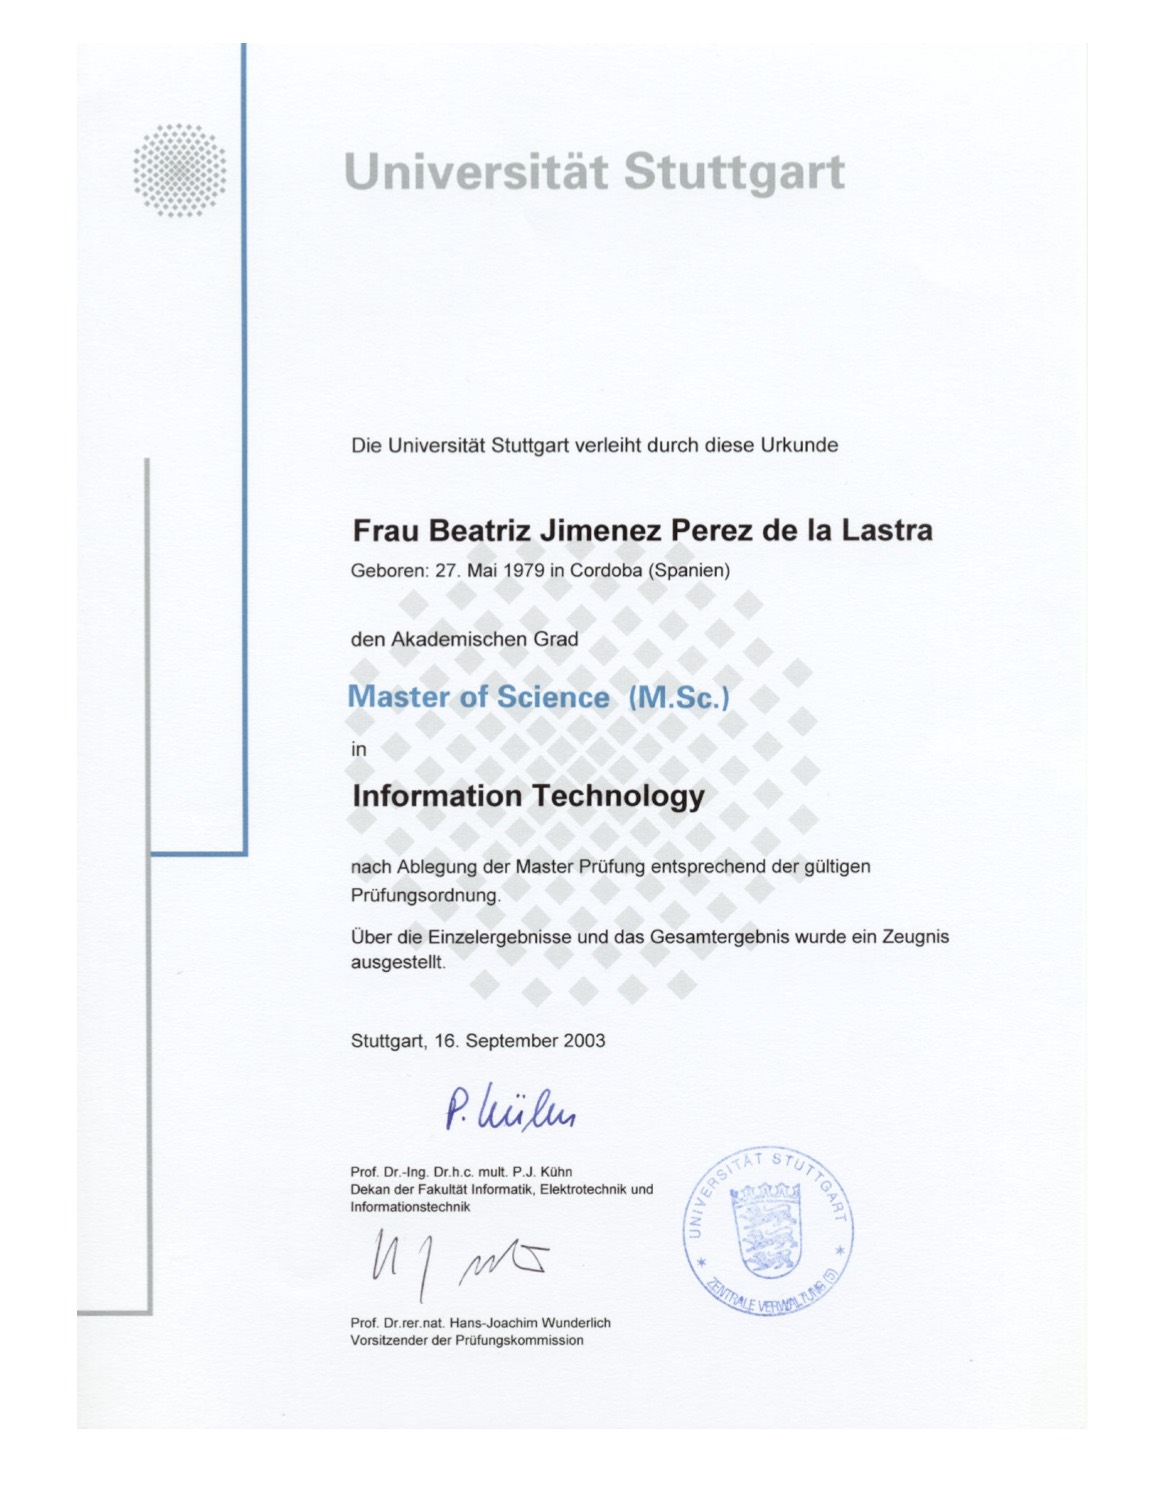 Universität Stuttgart
Die Universität Stuttgart verleiht durch diese Urkunde
Frau Beatriz Jimenez Perez de la Lastra
Geboren: 27. Mai 1979 in Cordoba (Spanien)
den Akademischen Grad
Master of Science (M.Sc.)
in
Information Technology
nach Ablegung der Master Prüfung entsprechend der gültigen
Prüfungsordnung.
Über die Einzelergebnisse und das Gesamtergebnis wurde ein Zeugnis
ausgestellt.
Stuttgart, 16. September 2003
P. Kühn
Prof. Dr.-Ing. Dr.h.c. mult. P.J. Kühn
Dekan der Fakultät Informatik, Elektrotechnik und
Informationstechnik
Prof. Dr.rer.nat. Hans-Joachim Wunderlich
Vorsitzender der Prüfungskommission
UNIVERSITÄT STUTTGART
ZENTRALE VERWALTUNG (5)